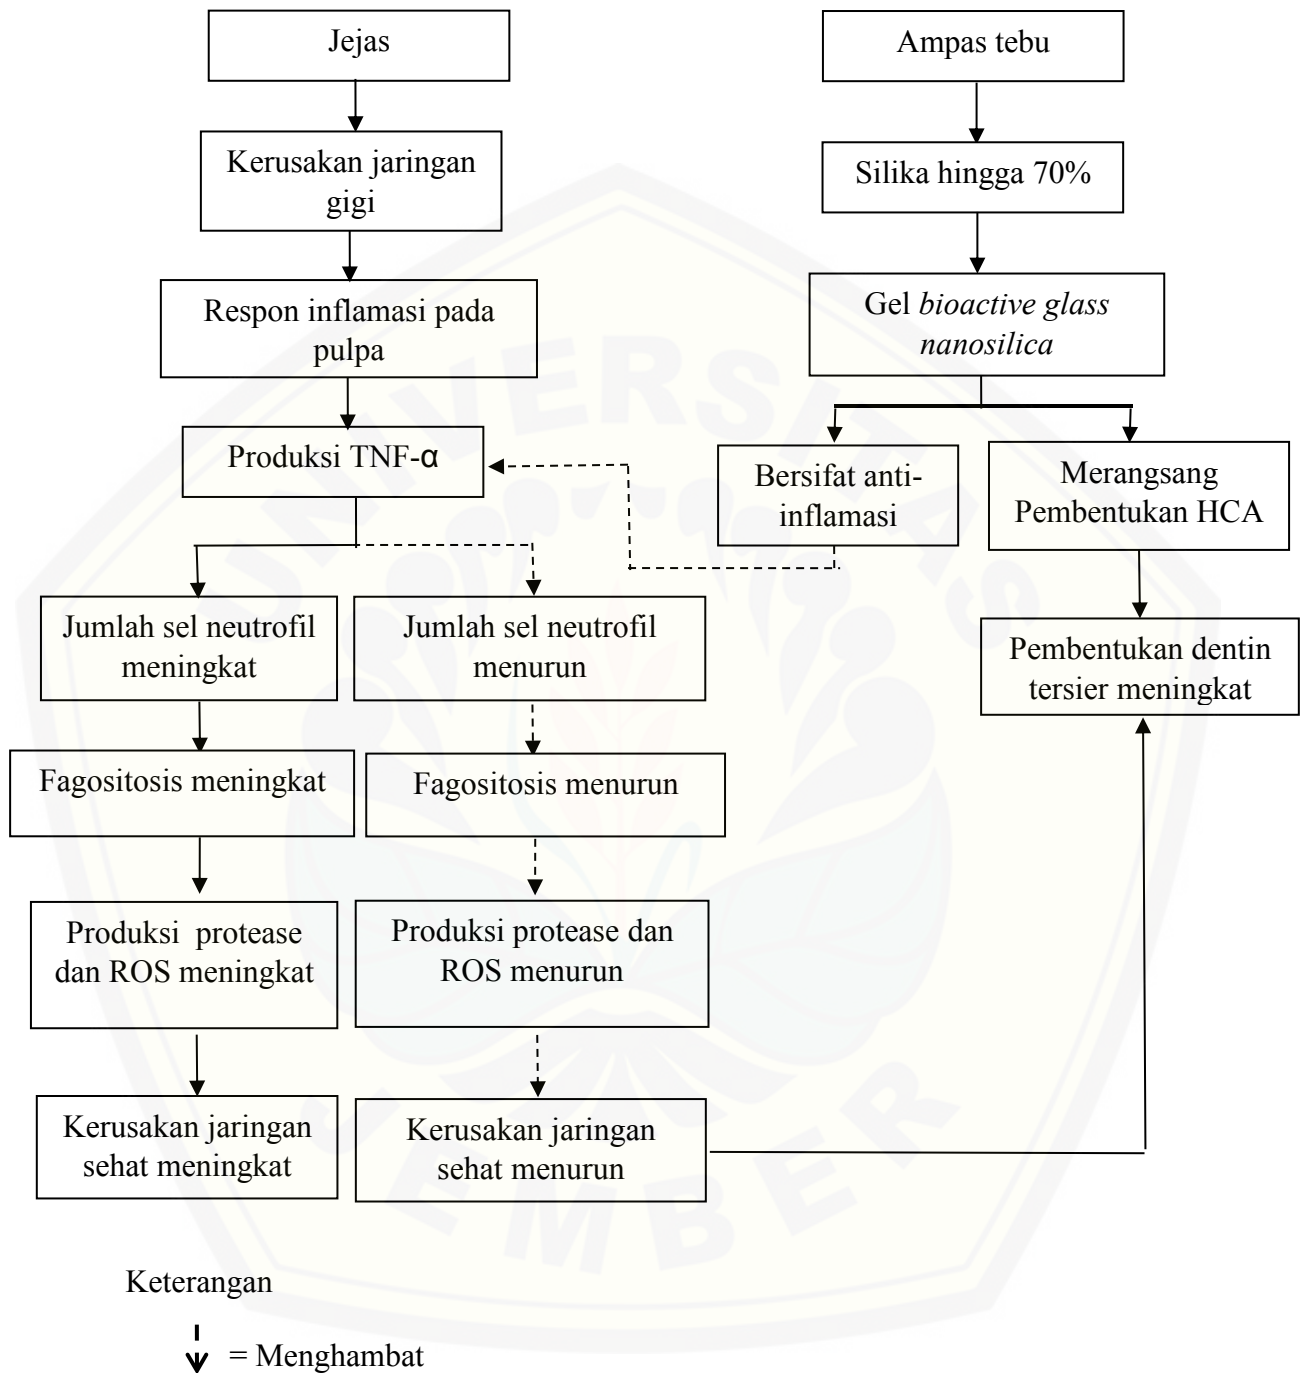 Jejas
Kerusakan jaringan
gigi
Respon inflamasi pada
pulpa
Produksi TNF-α
Jumlah sel neutrofil
meningkat
Fagositosis meningkat
Produksi protease
dan ROS meningkat
Kerusakan jaringan
sehat meningkat
Jumlah sel neutrofil
menurun
Fagositosis menurun
Produksi protease dan
ROS menurun
Kerusakan jaringan
sehat menurun
Ampas tebu
Silika hingga 70%
Gel bioactive glass
nanosilica
Bersifat anti-
inflamasi
Merangsang
Pembentukan HCA
Pembentukan dentin
tersier meningkat
Keterangan
= Menghambat
UNIVERSITAS
JEMBER